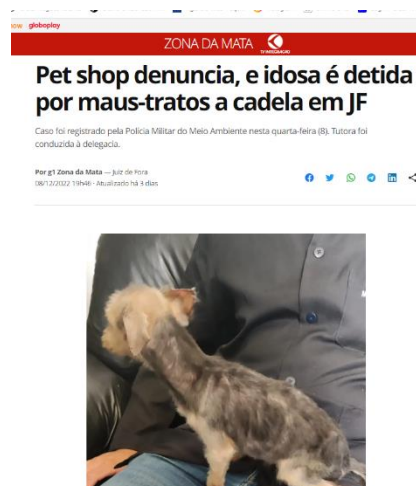 globoplay
ZONA DA MATA
Pet shop denuncia, e idosa é detida
por maus-tratos a cadela em JF
Caso foi registrado pela Polícia Militar do Meio Ambiente nesta quarta-feira (8). Tutora foi
conduzida à delegacia.
Por g1 Zona da Mata — Juiz de Fora
08/12/2022 19h46 · Atualizado há 3 dias